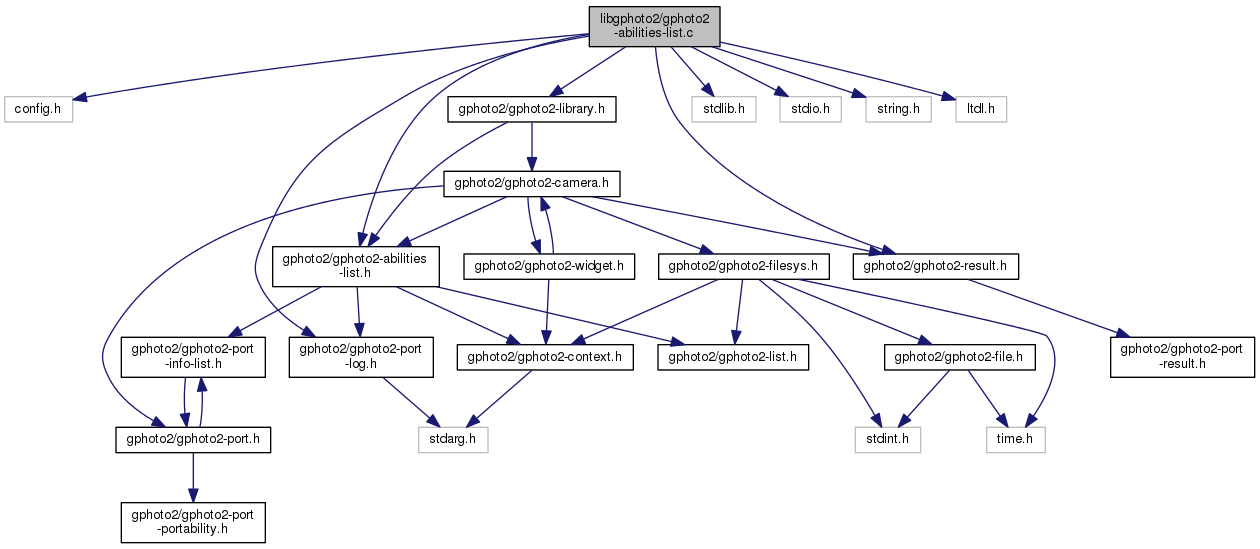 libgphoto2/gphoto2
-abilities-list.c
config.h
gphoto2/gphoto2-library.h
stdlib.h
stdio.h
string.h
ltdl.h
gphoto2/gphoto2-camera.h
gphoto2/gphoto2-abilities
-list.h
gphoto2/gphoto2-widget.h
gphoto2/gphoto2-filesys.h
gphoto2/gphoto2-result.h
gphoto2/gphoto2-port
-info-list.h
gphoto2/gphoto2-port
-log.h
gphoto2/gphoto2-context.h
gphoto2/gphoto2-list.h
gphoto2/gphoto2-file.h
gphoto2/gphoto2-port
-result.h
gphoto2/gphoto2-port.h
stdarg.h
stdint.h
time.h
gphoto2/gphoto2-port
-portability.h